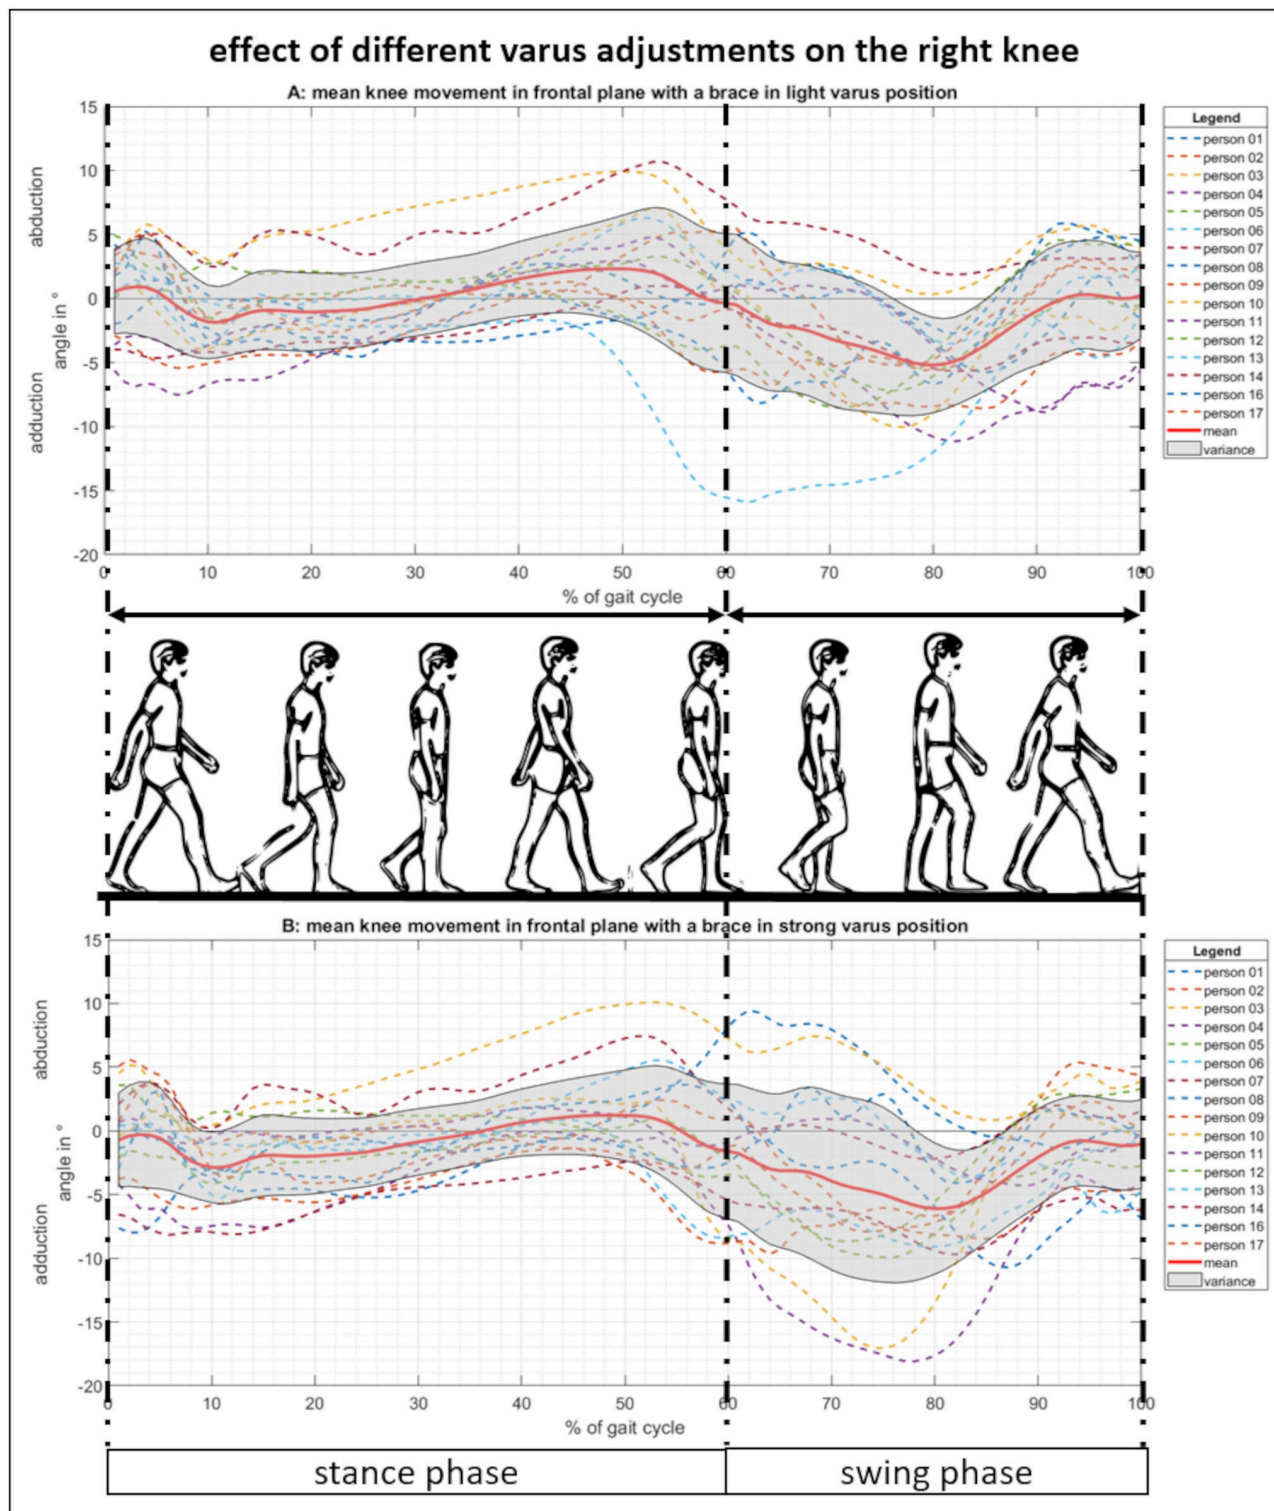 effect of different varus adjustments on the right knee
A: mean knee movement in frontal plane with a brace in light varus position
15
10
5
0
-5
-10
-15
-20
abduction
angle in °
adduction
0 10 20 30 40 50 60 70 80 90 100
% of gait cycle
Legend
person 01
person 02
person 03
person 04
person 05
person 06
person 07
person 08
person 09
person 10
person 11
person 12
person 13
person 14
person 16
person 17
mean
variance
B: mean knee movement in frontal plane with a brace in strong varus position
15
10
5
0
-5
-10
-15
-20
abduction
angle in °
adduction
0 10 20 30 40 50 60 70 80 90 100
% of gait cycle
Legend
person 01
person 02
person 03
person 04
person 05
person 06
person 07
person 08
person 09
person 10
person 11
person 12
person 13
person 14
person 16
person 17
mean
variance
stance phase
swing phase